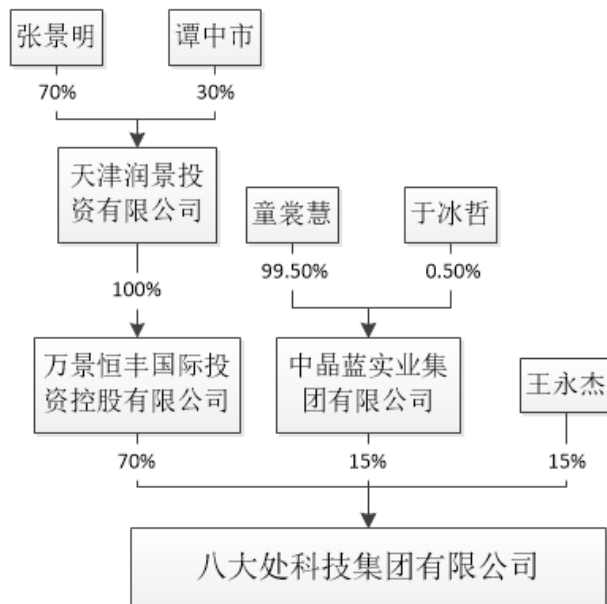 张景明
谭中市
70%
30%
天津润景投
资有限公司
童裳慧
于冰哲
100%
99.50%
0.50%
万景恒丰国际投
资控股有限公司
中晶蓝实业集
团有限公司
王永杰
70%
15%
15%
八大处科技集团有限公司